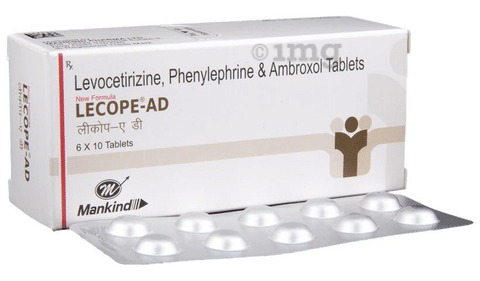 ©1mg
Rx
Levocetirizine, Phenylephrine & Ambroxol Tablets
New Formula
LECOPE®-AD
लीकोप-ए डी
6 X 10 Tablets
Mankind
LECOPE®-AD
लीकोप-ए डी